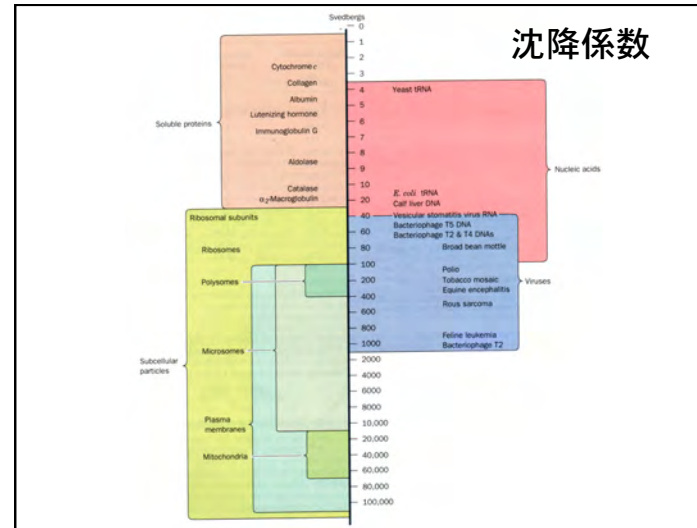 沈降係数
Svedbergs
0
1
2
3
4
5
6
7
8
9
10
20
40
60
80
100
200
400
600
800
1000
2000
4000
6000
8000
10,000
20,000
40,000
60,000
80,000
100,000
Soluble proteins
Cytochrome c
Collagen
Albumin
Lutenizing hormone
Immunoglobulin G
Aldolase
Catalase
α2-Macroglobulin
Subcellular
particles
Ribosomal subunits
Ribosomes
Polysomes
Microsomes
Plasma
membranes
Mitochondria
Nucleic acids
Yeast tRNA
E. coli tRNA
Calf liver DNA
Vesicular stomatitis virus RNA
Bacteriophage T5 DNA
Bacteriophage T2 & T4 DNAs
Viruses
Broad bean mottle
Polio
Tobacco mosaic
Equine encephalitis
Rous sarcoma
Feline leukemia
Bacteriophage T2